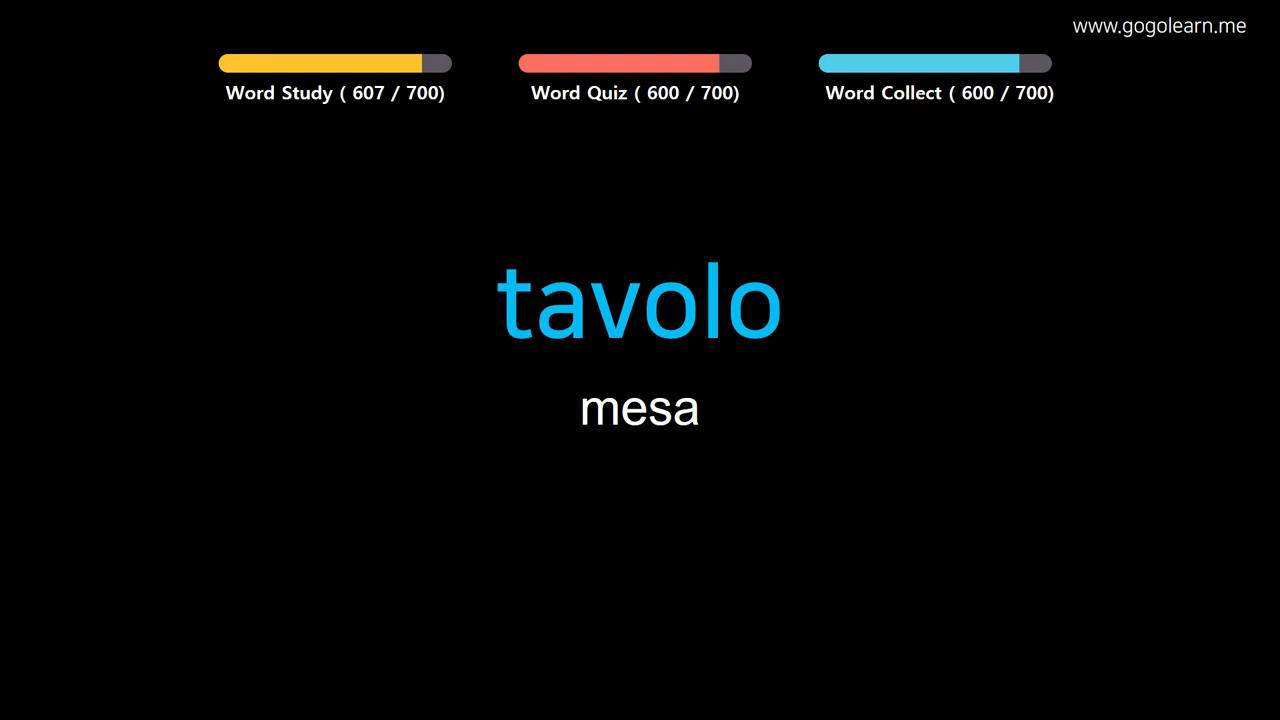 www.gogolearn.me
Word Study ( 607 / 700)
Word Quiz ( 600 / 700)
Word Collect ( 600 / 700)
tavolo
mesa